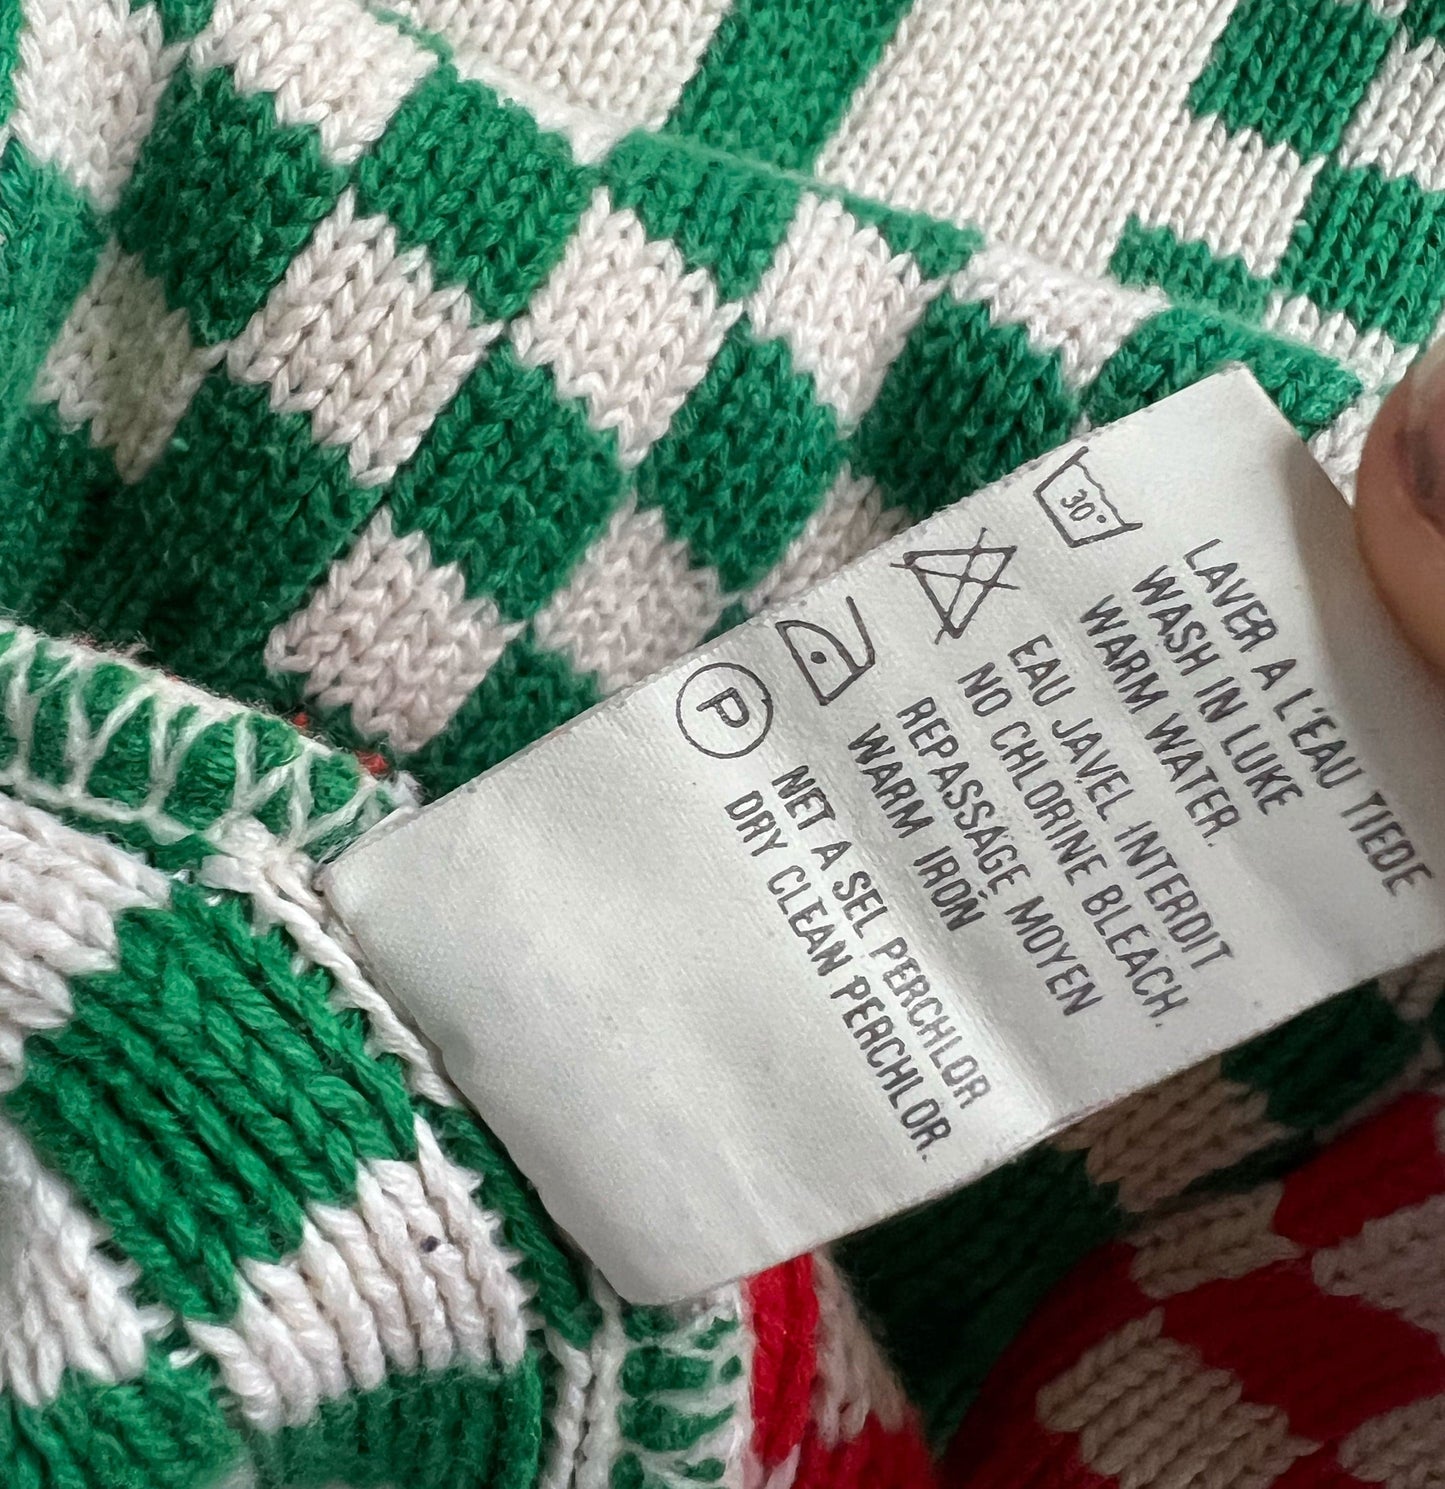 30°
LAVER A L'EAU TIEDE
WASH IN LUKE
WARM WATER.
EAU JAVEL INTERDIT
NO CHLORINE BLEACH.
REPASSAGE MOYEN
WARM IRON
P
NET A SEL PERCHLOR
DRY CLEAN PERCHLOR.